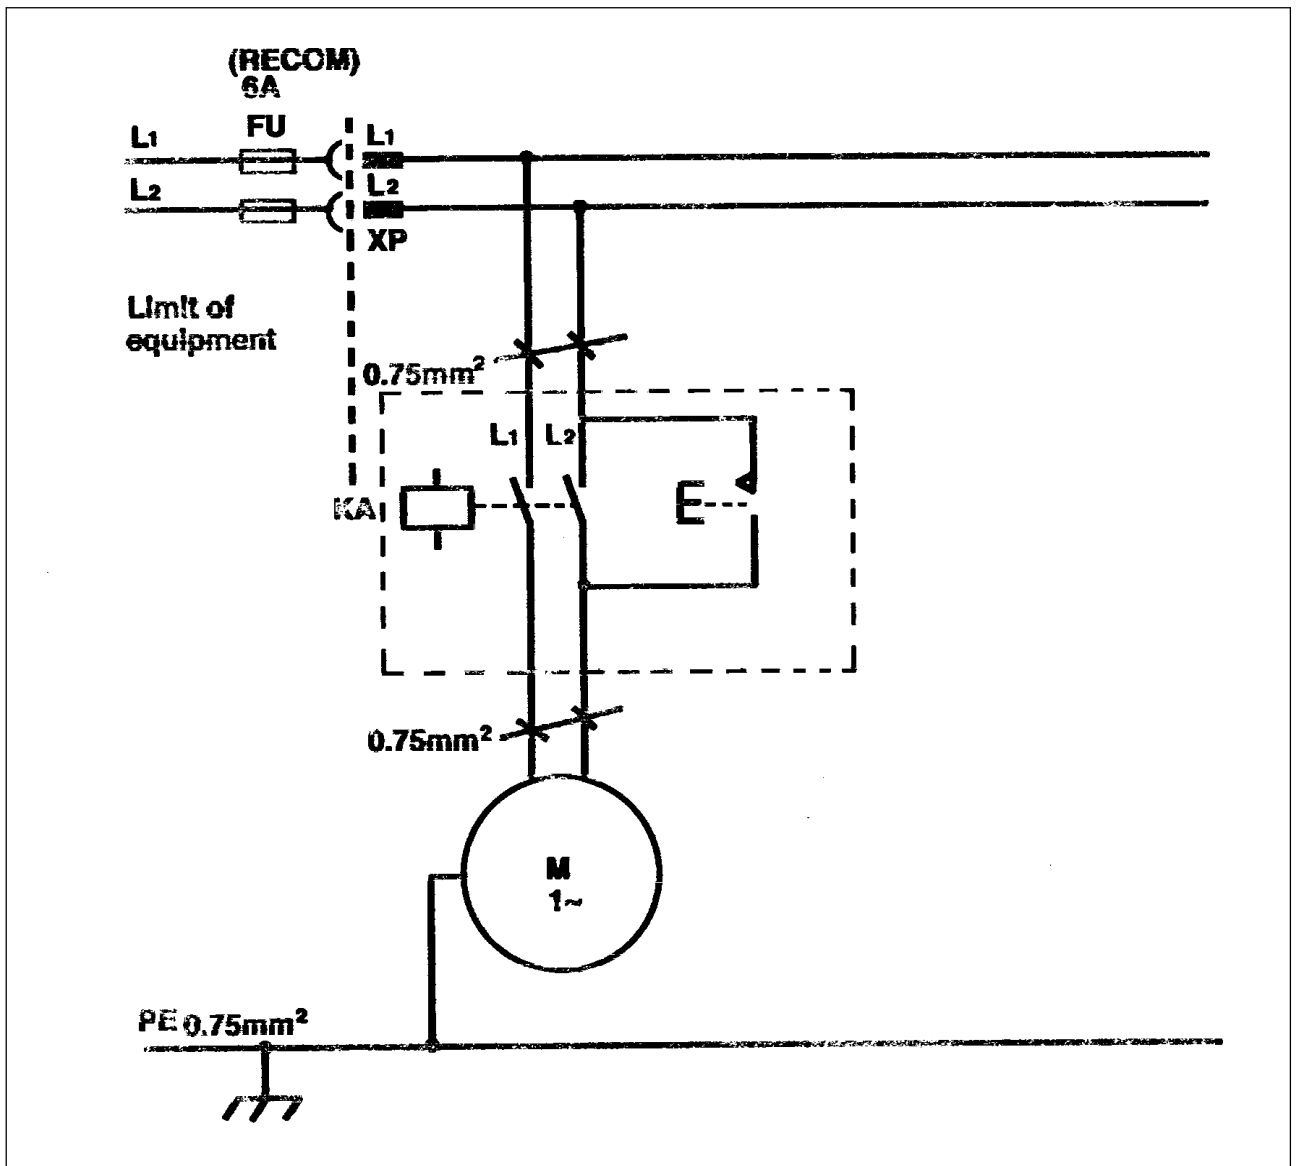 (RECOM)
6A
FU
L1
L1
L2
L2
XP
Limit of
equipment
0.75mm²
L1 L2
KA
0.75mm²
M
1~
PE 0.75mm²